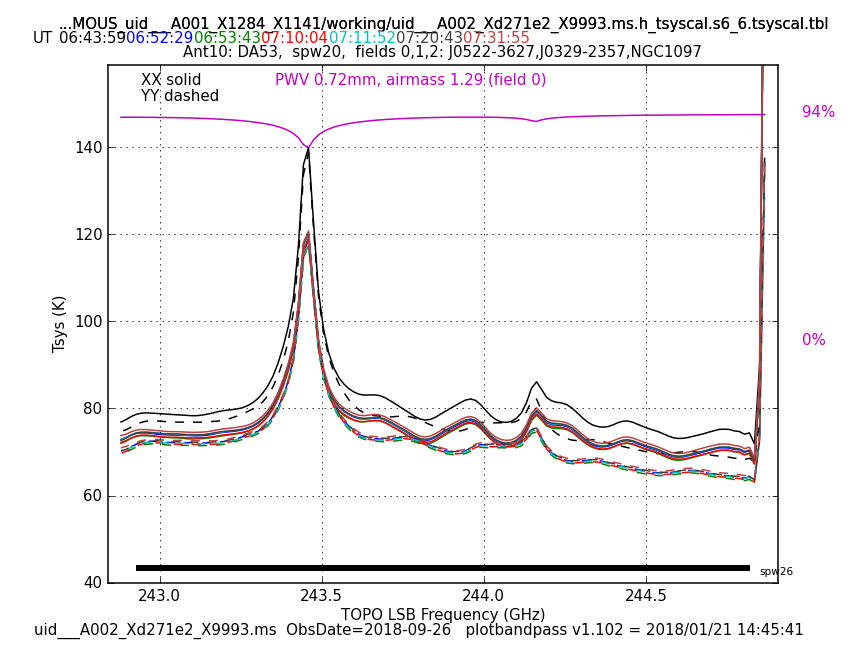 ...MOUS_uid___A001_X1284_X1141/working/uid___A002_Xd271e2_X9993.ms.h_tsyscal.s6_6.tsyscal.tbl
UT 06:43:59 06:52:29 06:53:43 07:10:04 07:11:52 07:20:43 07:31:55
Ant10: DA53, spw20, fields 0,1,2: J0522-3627,J0329-2357,NGC1097
XX solid
YY dashed
PWV 0.72mm, airmass 1.29 (field 0)
94%
0%
Tsys (K)
140
120
100
80
60
40
spw26
243.0 243.5 244.0 244.5
TOPO LSB Frequency (GHz)
uid___A002_Xd271e2_X9993.ms ObsDate=2018-09-26 plotbandpass v1.102 = 2018/01/21 14:45:41